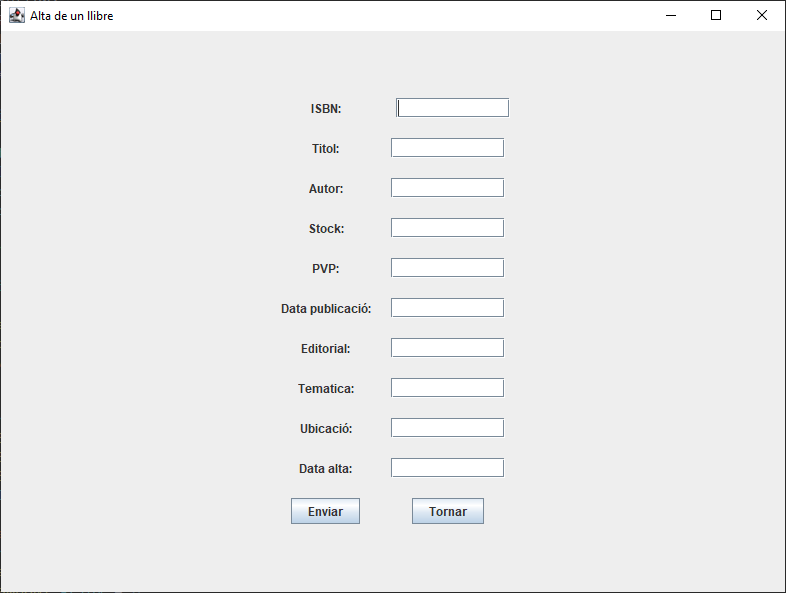 Alta de un llibre
ISBN:
Titol:
Autor:
Stock:
PVP:
Data publicació:
Editorial:
Tematica:
Ubicació:
Data alta:
Enviar Tornar